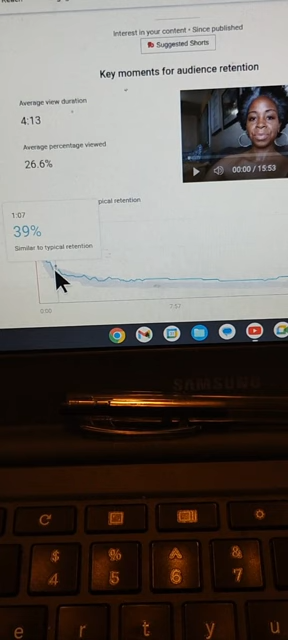 Interest in your content • Since published
Suggested Shorts
Key moments for audience retention
Average view duration
4:13
Average percentage viewed
26.6%
00:00 / 15:53
pical retention
1:07
39%
Similar to typical retention
0:00
7:57
SAMSUNG
$ % ^ &
4 5 6 7
e r t y u